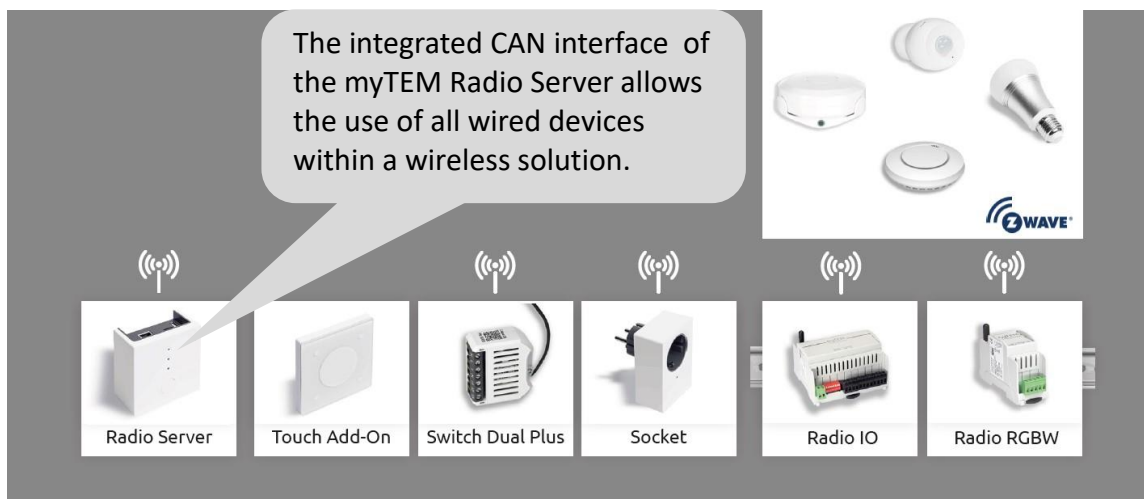 The integrated CAN interface of
the myTEM Radio Server allows
the use of all wired devices
within a wireless solution.
Z WAVE
Radio Server
Touch Add-On
Switch Dual Plus
Socket
Radio IO
Radio RGBW